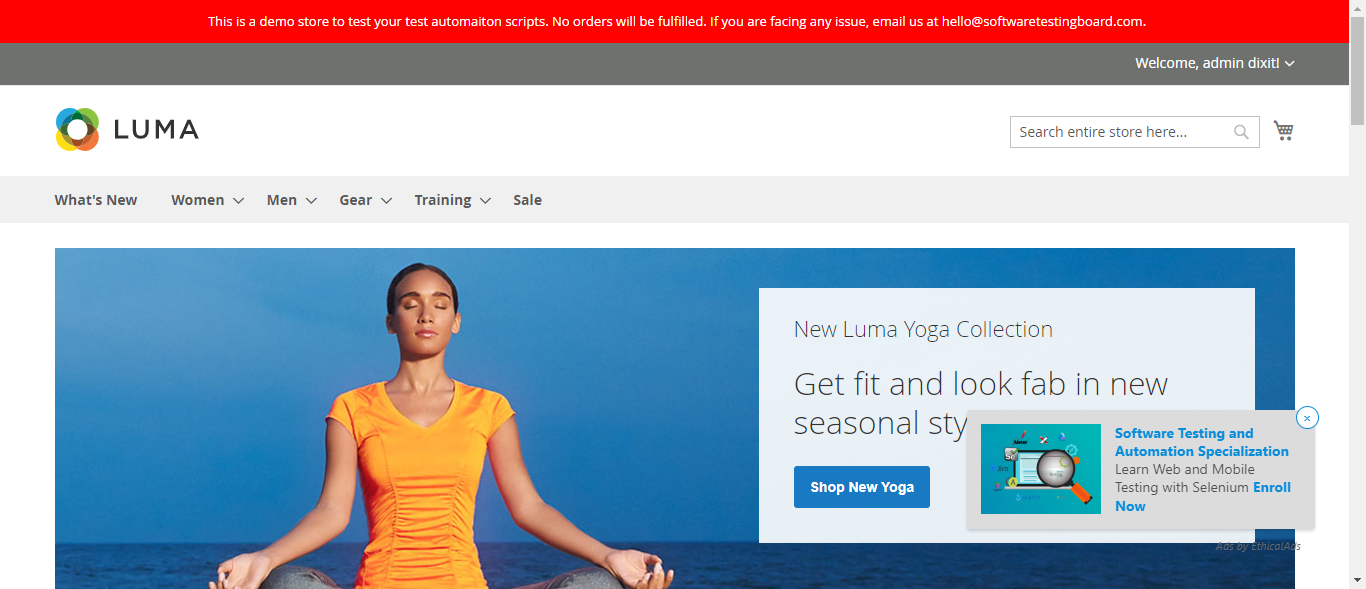 This is a demo store to test your test automaiton scripts. No orders will be fulfilled. If you are facing any issue, email us at hello@softwaretestingboard.com.
Welcome, admin dixit!
LUMA
Search entire store here...
What's New Women Men Gear Training Sale
New Luma Yoga Collection
Get fit and look fab in new
seasonal sty
Shop New Yoga
Software Testing and
Automation Specialization
Learn Web and Mobile
Testing with Selenium Enroll
Now
Ads by EthicalAds